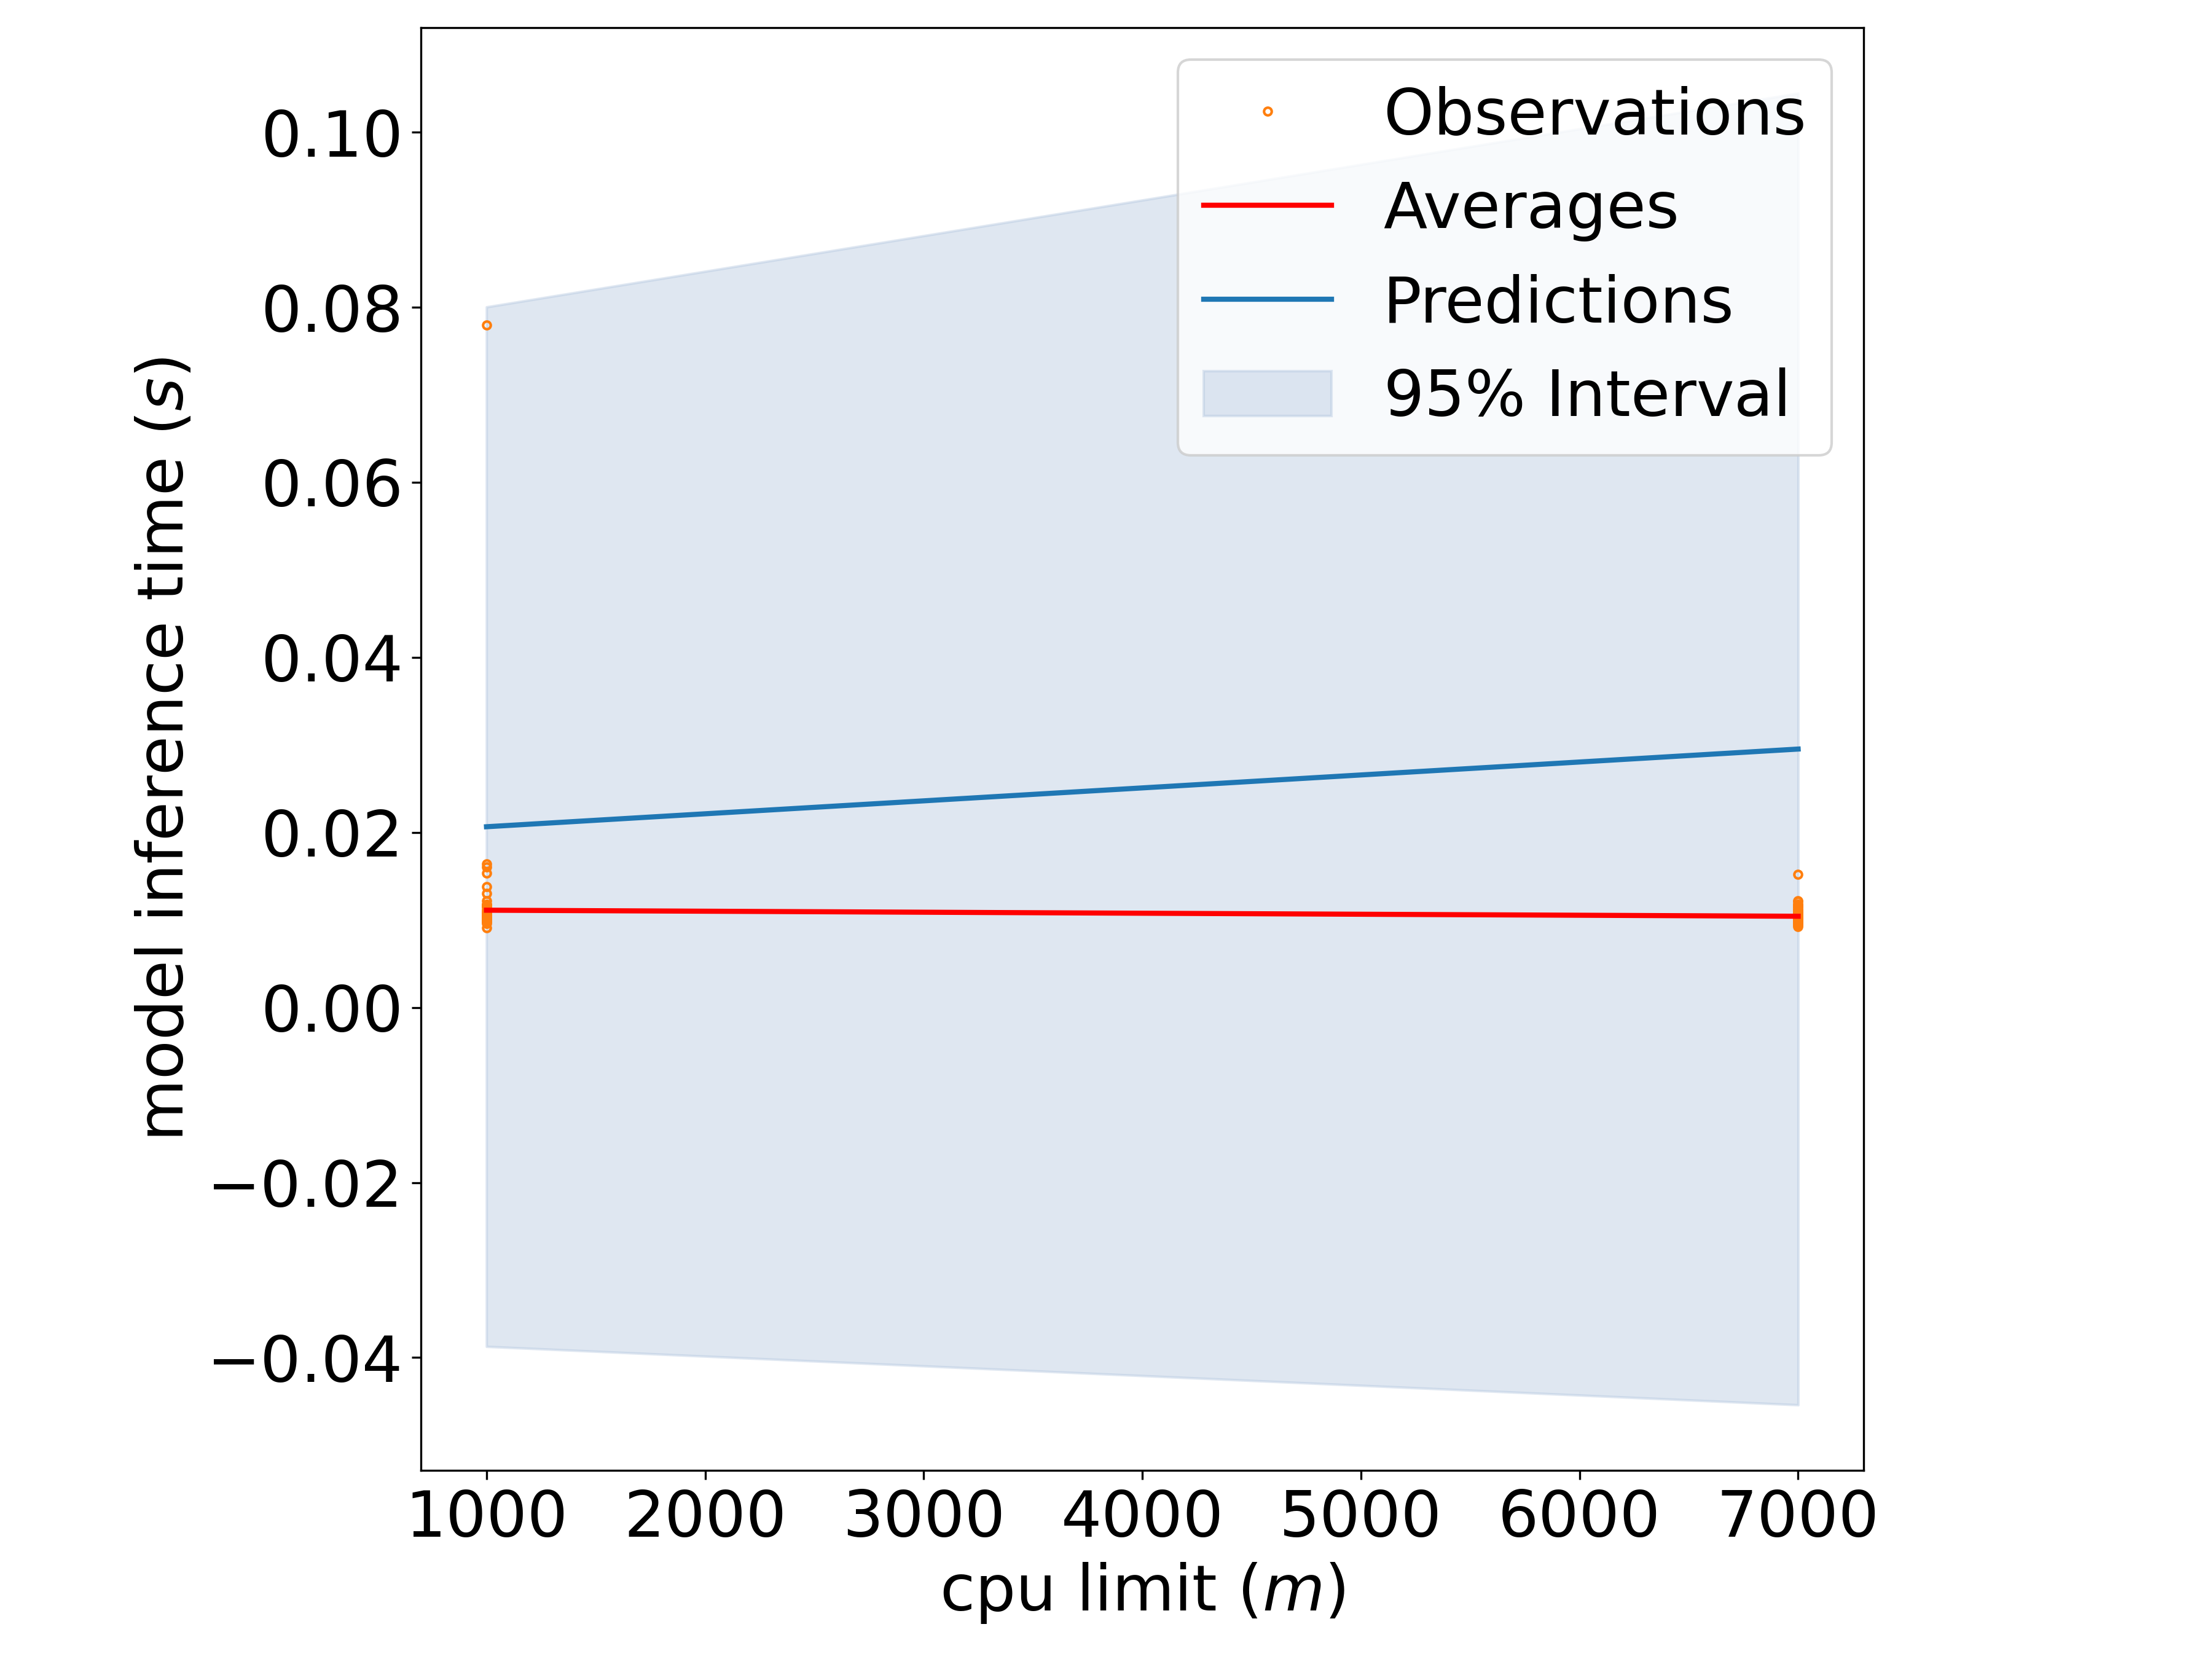 Observations
Averages
Predictions
95% Interval
0.10
0.08
0.06
0.04
0.02
0.00
−0.02
−0.04
model inference time (s)
1000 2000 3000 4000 5000 6000 7000
cpu limit (m)